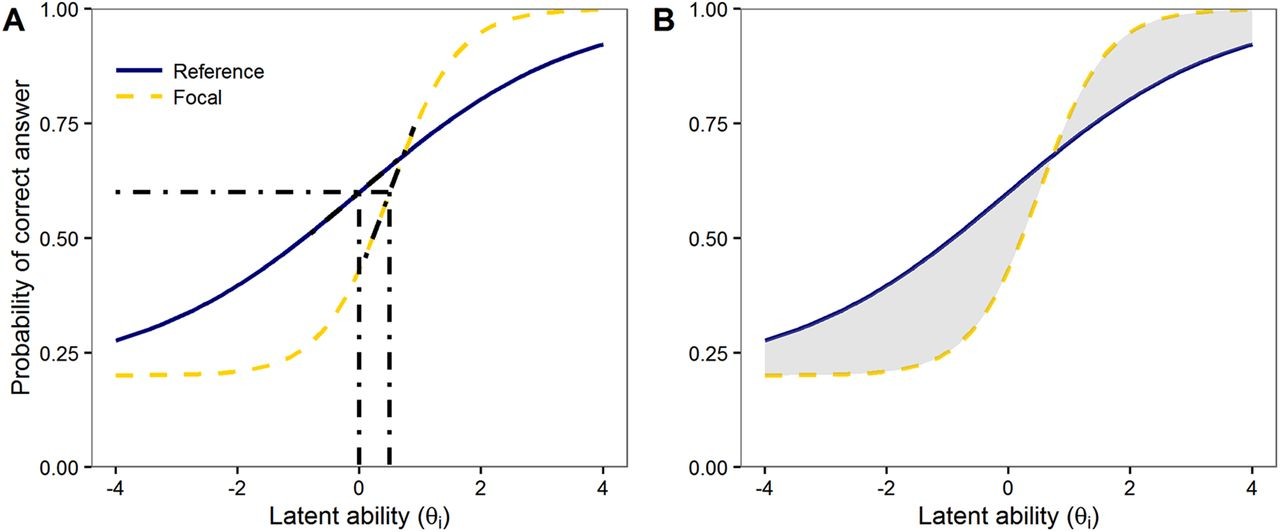 A
1.00
0.75
0.50
0.25
0.00
Probability of correct answer
Reference
Focal
-4 -2 0 2 4
Latent ability (θi)
B
1.00
0.75
0.50
0.25
0.00
-4 -2 0 2 4
Latent ability (θi)